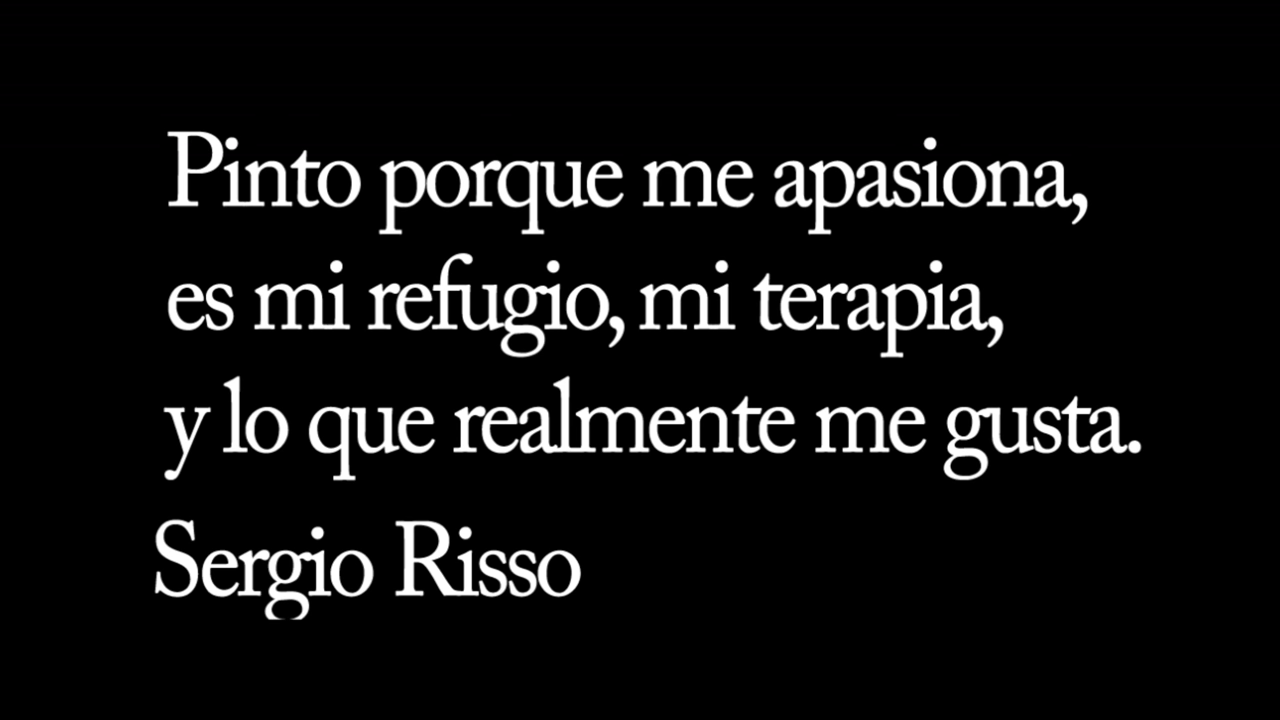 Pinto porque me apasiona,
es mi refugio, mi terapia,
y lo que realmente me gusta.
Sergio Risso